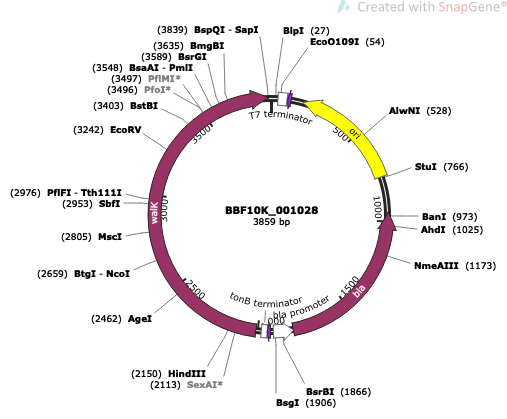 Created with SnapGene®
(3839) BspQI - SapI
BlpI (27)
EcoO109I (54)
(3635) BmgBI
(3589) BsrGI
(3548) BsaAI - PmlI
(3497) PflMI*
(3496) PfoI*
(3403) BstBI
(3242) EcoRV
(2976) PflFI - Tth111I
(2953) SbfI
(2805) MscI
(2659) BtgI - NcoI
(2462) AgeI
(2150) HindIII
(2113) SexAI*
AlwNI (528)
StuI (766)
BanI (973)
AhdI (1025)
NmeAIII (1173)
BsrBI (1866)
BsgI (1906)
T7 terminator
ori
500
1000
1500
bla
bla promoter
tonB terminator
000
2500
walK
3000
3500
BBF10K_001028
3859 bp